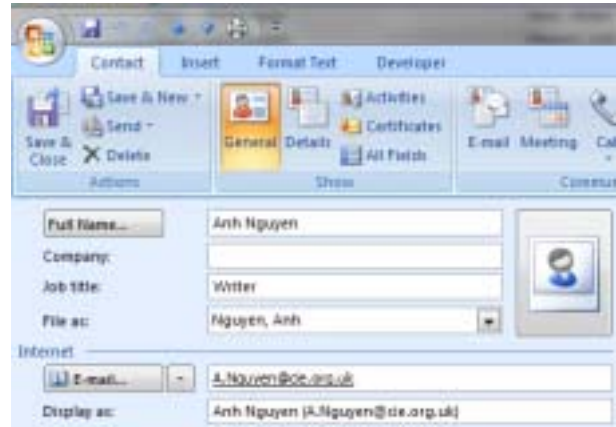 Contact Insert Format Text Developer
Save & Close
Save & New
Send
Delete
Actions
General
Details
Activities
Certificates
All Fields
Show
E-mail
Meeting
Full Name... Anh Nguyen
Company:
Job title: Writer
File as: Nguyen, Anh
Internet
E-mail... A.Nguyen@cie.org.uk
Display as: Anh Nguyen (A.Nguyen@cie.org.uk)